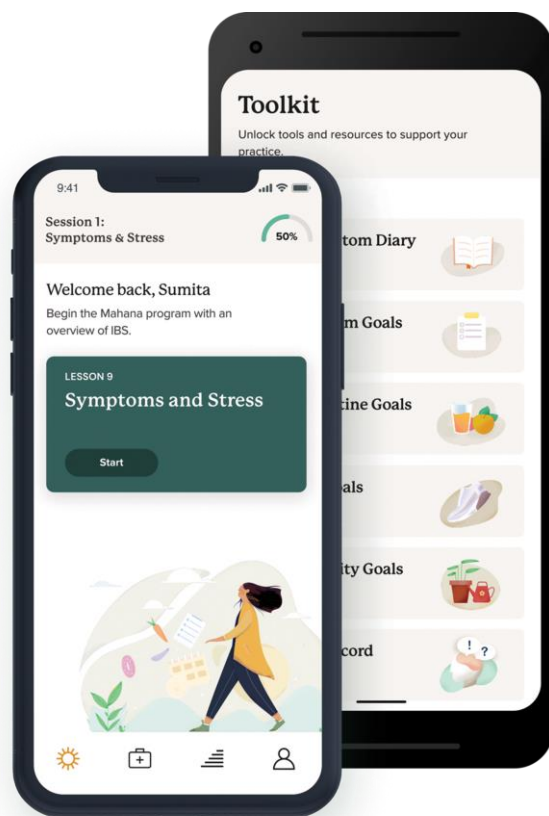 9:41
Session 1:
Symptoms & Stress
50%
Welcome back, Sumita
Begin the Mahana program with an
overview of IBS.
LESSON 9
Symptoms and Stress
Start
Toolkit
Unlock tools and resources to support your
practice.
tom Diary
m Goals
tine Goals
als
ity Goals
cord
! ?